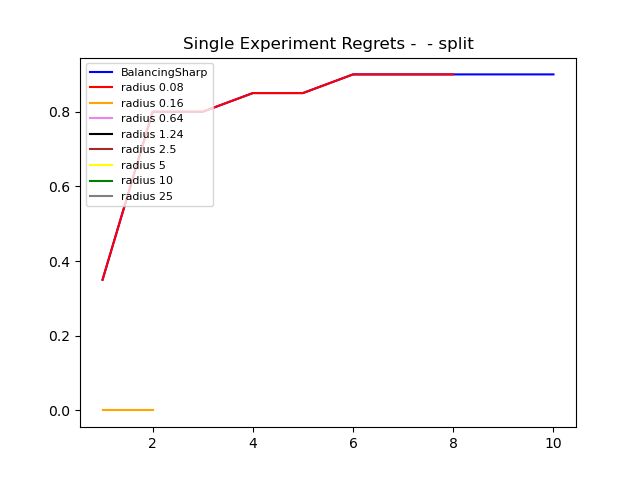 Single Experiment Regrets -  - split
BalancingSharp
radius 0.08
radius 0.16
radius 0.64
radius 1.24
radius 2.5
radius 5
radius 10
radius 25
0.8
0.6
0.4
0.2
0.0
2 4 6 8 10